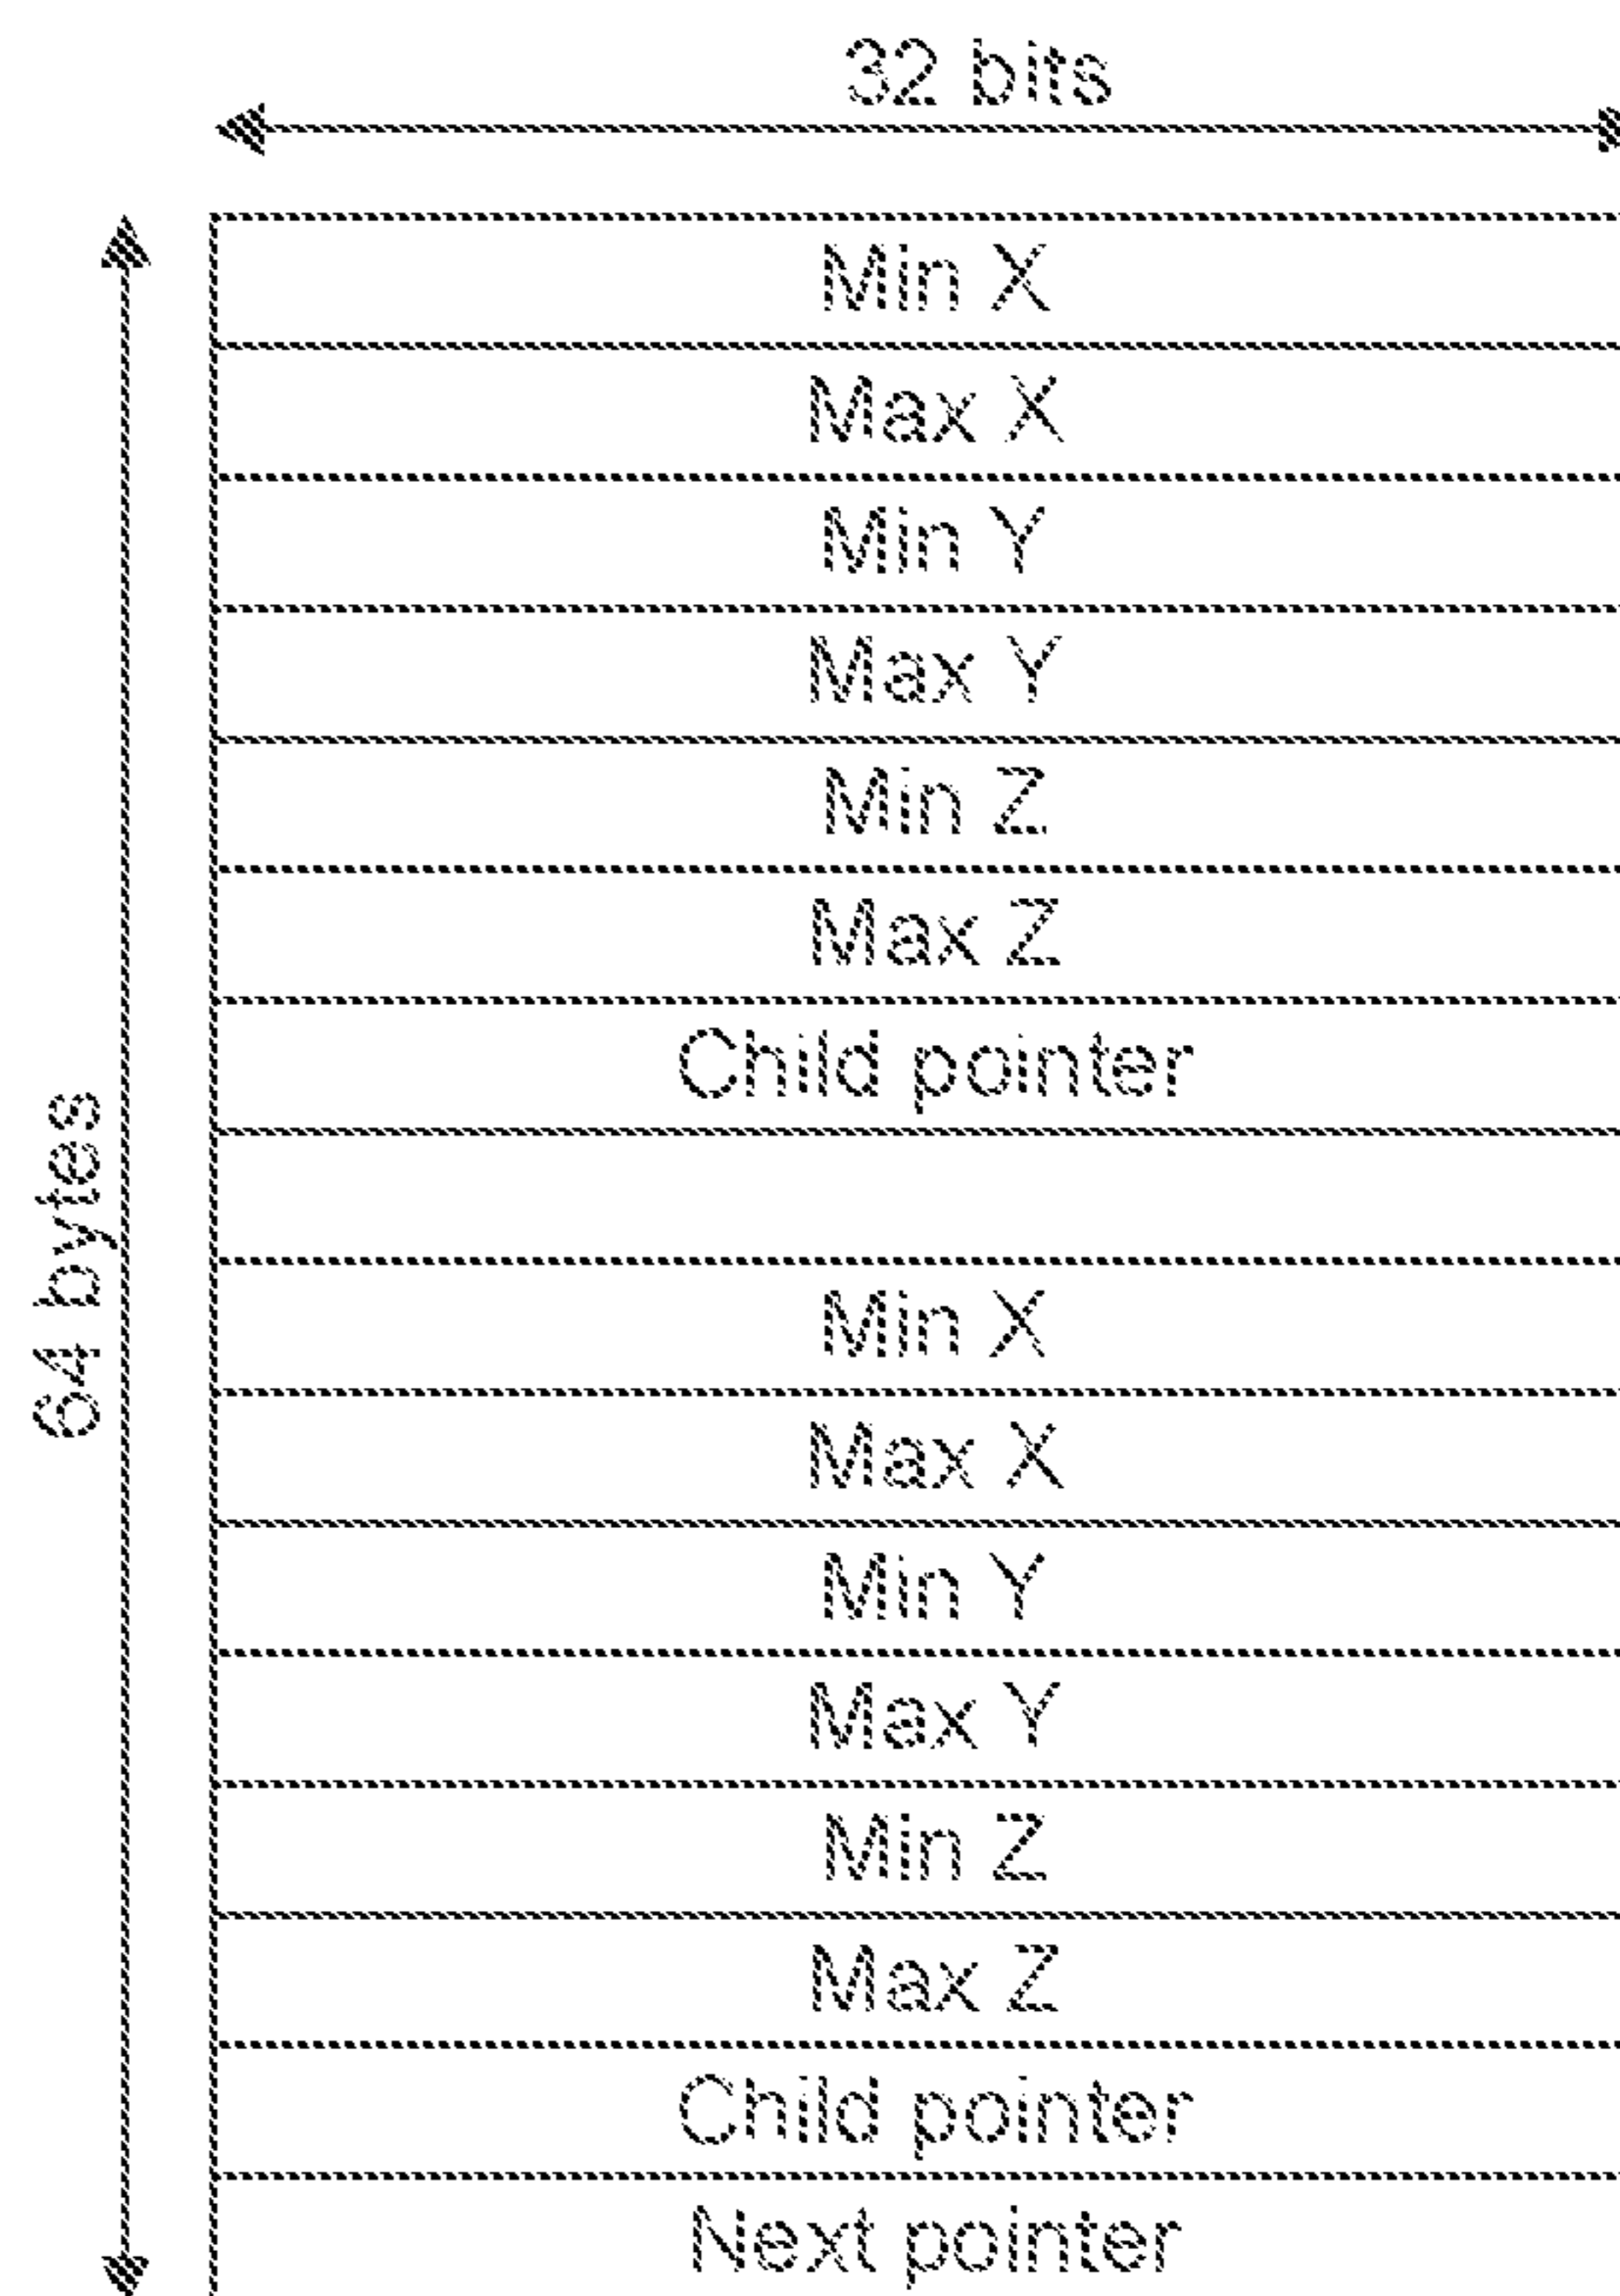 32 bits
64 bytes
Min X
Max X
Min Y
Max Y
Min Z
Max Z
Child pointer
Min X
Max X
Min Y
Max Y
Min Z
Max Z
Child pointer
Next pointer